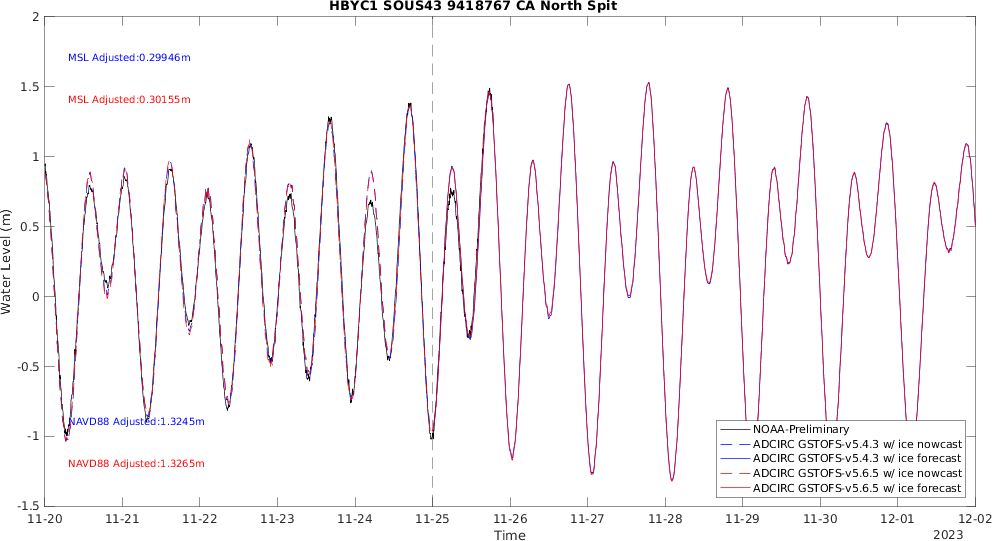 HBYC1 SOUS43 9418767 CA North Spit
2
MSL Adjusted:0.29946m
1.5
MSL Adjusted:0.30155m
1
0.5
Water Level (m)
0
-0.5
NAVD88 Adjusted:1.3245m
-1
NAVD88 Adjusted:1.3265m
-1.5
NOAA-Preliminary
ADCIRC GSTOFS-v5.4.3 w/ ice nowcast
ADCIRC GSTOFS-v5.4.3 w/ ice forecast
ADCIRC GSTOFS-v5.6.5 w/ ice nowcast
ADCIRC GSTOFS-v5.6.5 w/ ice forecast
11-20 11-21 11-22 11-23 11-24 11-25 11-26 11-27 11-28 11-29 11-30 12-01 12-02
Time
2023